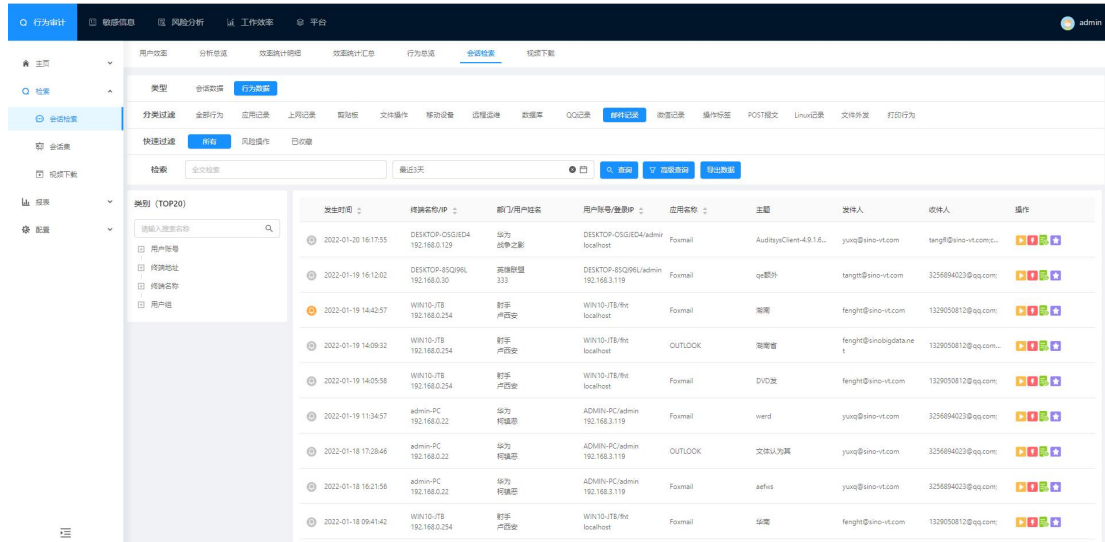 行为审计 敏感信息 风险分析 工作效率 平台 admin
用户效率 分析总览 效率统计明细 效率统计汇总 行为总览 会话检索 视频下载
主页
检索
会话检索
会话集
视频下载
报表
配置
类型 会话数据 行为数据
分类过滤 全部行为 应用记录 上网记录 剪贴板 文件操作 移动设备 远程运维 数据库 QQ记录 邮件记录 微信记录 操作标签 POST报文 Linux记录 文件外发 打印行为
快速过滤 所有 风险操作 已收藏
检索 全文检索 最近3天 查询 高级查询 导出数据
类别 (TOP20)
请输入搜索名称
用户账号
终端地址
终端名称
用户组
发生时间 终端名称/IP 部门/用户姓名 用户账号/登录IP 应用名称 主题 发件人 收件人 操作
2022-01-20 16:17:55 DESKTOP-OSGJED4 华为 DESKTOP-OSGJED4/admir Foxmail AuditsysClient-4.9.1.6... yuxq@sino-vt.com tangfl@sino-vt.com;c...
192.168.0.129 战争之影 localhost
2022-01-19 16:12:02 DESKTOP-8SQI96L 英雄联盟 DESKTOP-8SQI96L/admin Foxmail qe额外 tangtt@sino-vt.com 3256894023@qq.com;
192.168.0.30 333 192.168.3.119
2022-01-19 14:42:57 WIN10-JTB 射手 WIN10-JTB/fht Foxmail fenght@sino-vt.com 1329050812@qq.com;
192.168.0.254 卢西安 localhost
2022-01-19 14:09:32 WIN10-JTB 射手 WIN10-JTB/fht OUTLOOK 湖南省 fenght@sinobigdata.ne 1329050812@qq.com...
192.168.0.254 卢西安 localhost t
2022-01-19 14:05:58 WIN10-JTB 射手 WIN10-JTB/fht Foxmail DVD发 fenght@sino-vt.com 1329050812@qq.com;
192.168.0.254 卢西安 localhost
2022-01-19 11:34:57 admin-PC 华为 ADMIN-PC/admin Foxmail werd yuxq@sino-vt.com 3256894023@qq.com;
192.168.0.22 柯镇恶 192.168.3.119
2022-01-18 17:28:46 admin-PC 华为 ADMIN-PC/admin OUTLOOK 文体认为其 yuxq@sino-vt.com 3256894023@qq.com;
192.168.0.22 柯镇恶 192.168.3.119
2022-01-18 16:21:56 admin-PC 华为 ADMIN-PC/admin Foxmail aefws yuxq@sino-vt.com 3256894023@qq.com;
192.168.0.22 柯镇恶 192.168.3.119
2022-01-18 09:41:42 WIN10-JTB 射手 WIN10-JTB/fht Foxmail 华南 fenght@sino-vt.com 1329050812@qq.com;
192.168.0.254 卢西安 localhost